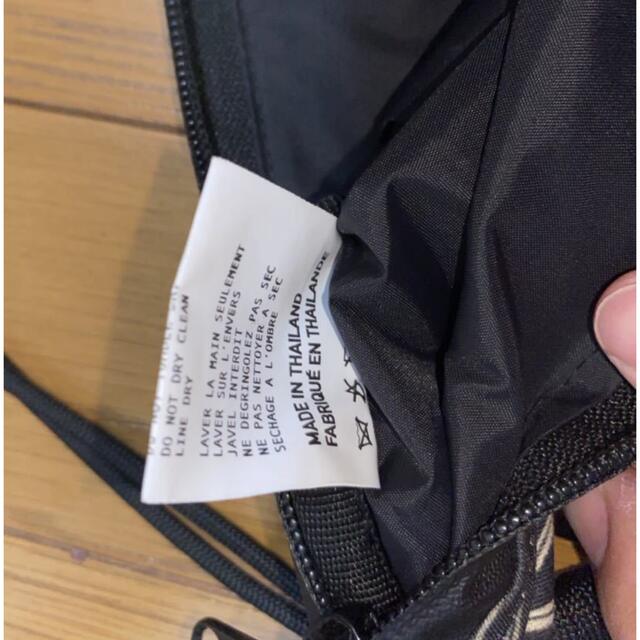 DO NOT DRY CLEAN
LINE DRY
LAVER LA MAIN SEULEMENT
LAVER SUR L'ENVERS
JAVEL INTERDIT
NE DEGRINGOLEZ PAS
NE PAS NETTOYER A SEC
SECHAGE A L'OMBRE SEC
MADE IN THAILAND
FABRIQUÉ EN THAILANDE